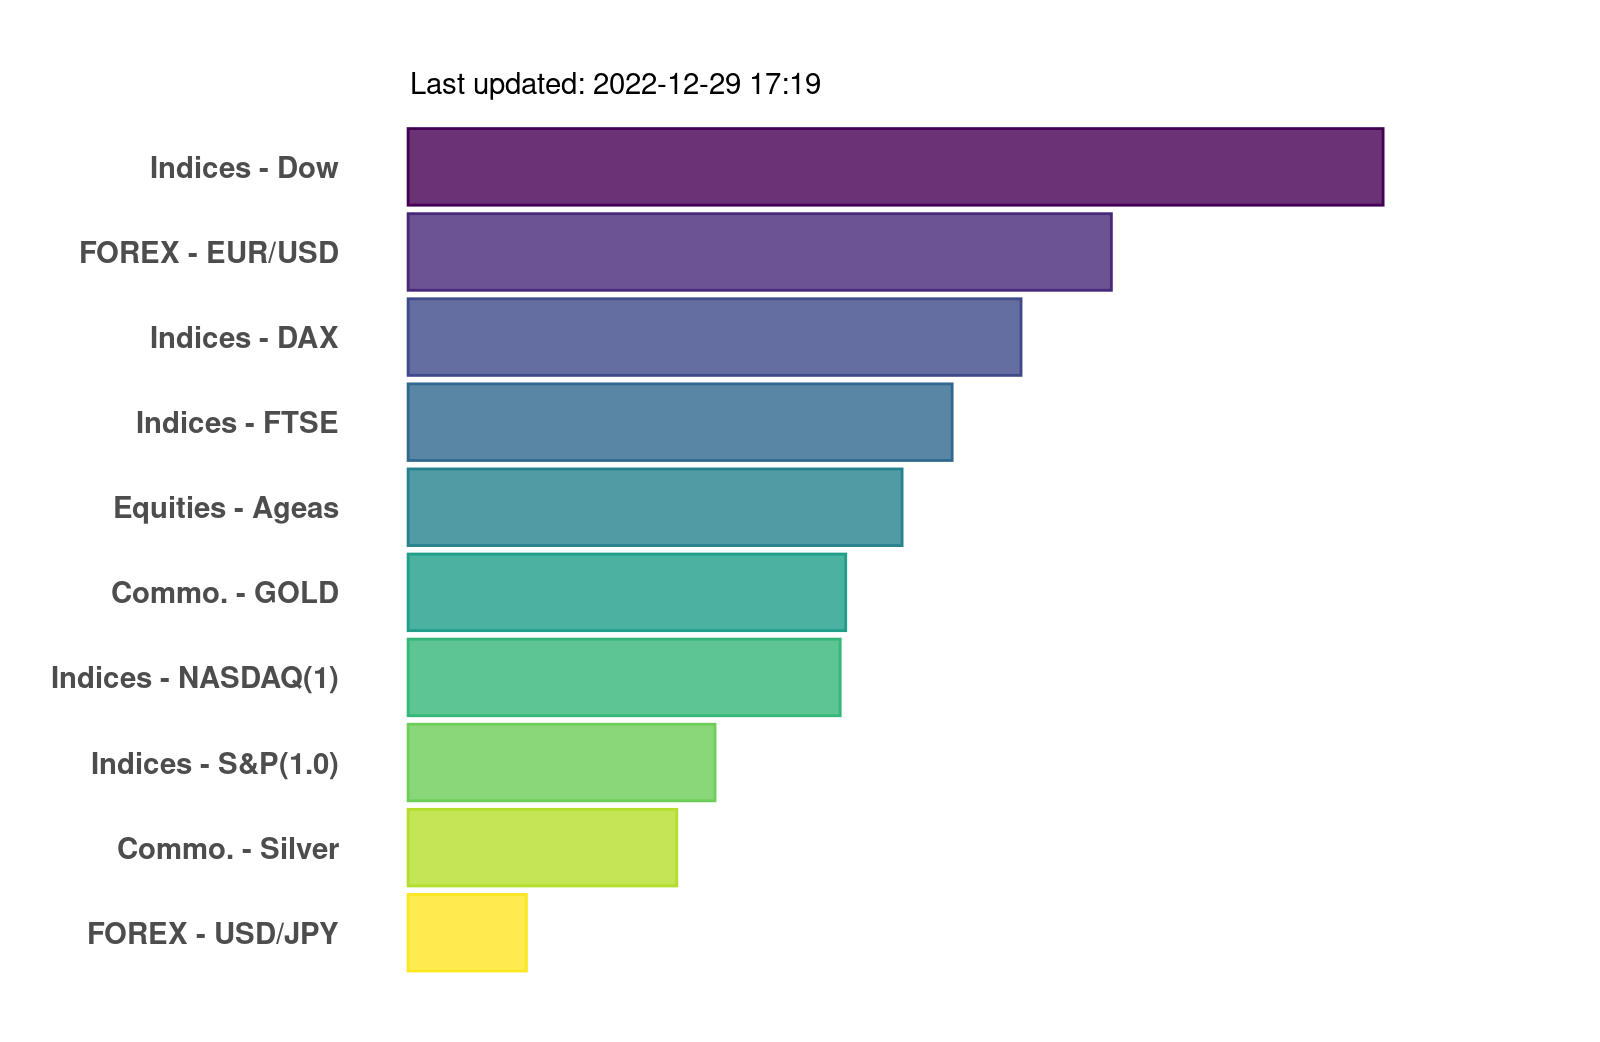 Last updated: 2022-12-29 17:19
Indices - Dow
FOREX - EUR/USD
Indices - DAX
Indices - FTSE
Equities - Ageas
Commo. - GOLD
Indices - NASDAQ(1)
Indices - S&P(1.0)
Commo. - Silver
FOREX - USD/JPY